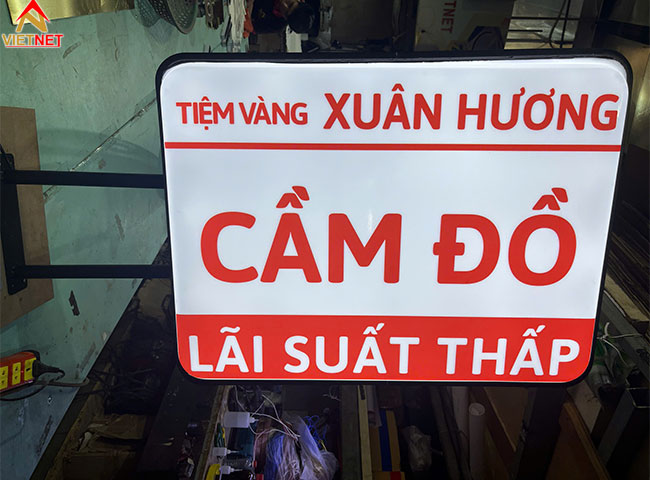 VIETNET
TIỆM VÀNG XUÂN HƯƠNG
CẦM ĐỒ
LÃI SUẤT THẤP